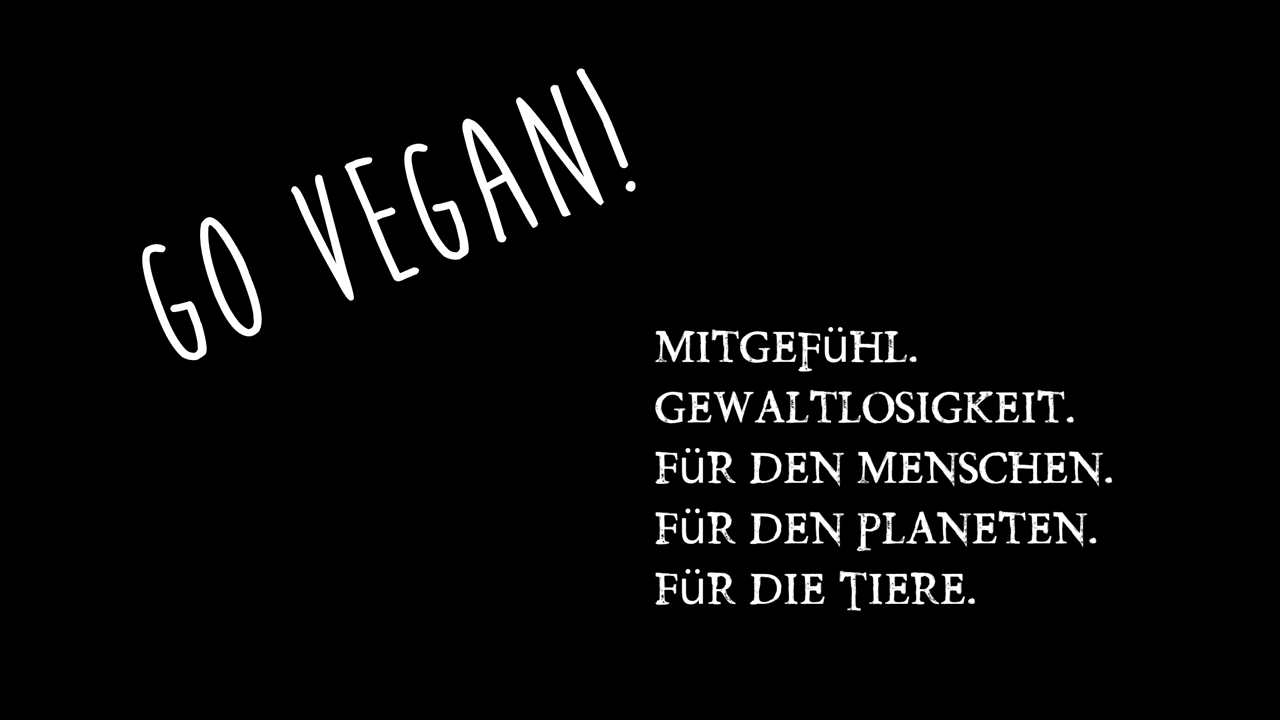 GO VEGAN!
MITGEFÜHL.
GEWALTLOSIGKEIT.
FÜR DEN MENSCHEN.
FÜR DEN PLANETEN.
FÜR DIE TIERE.